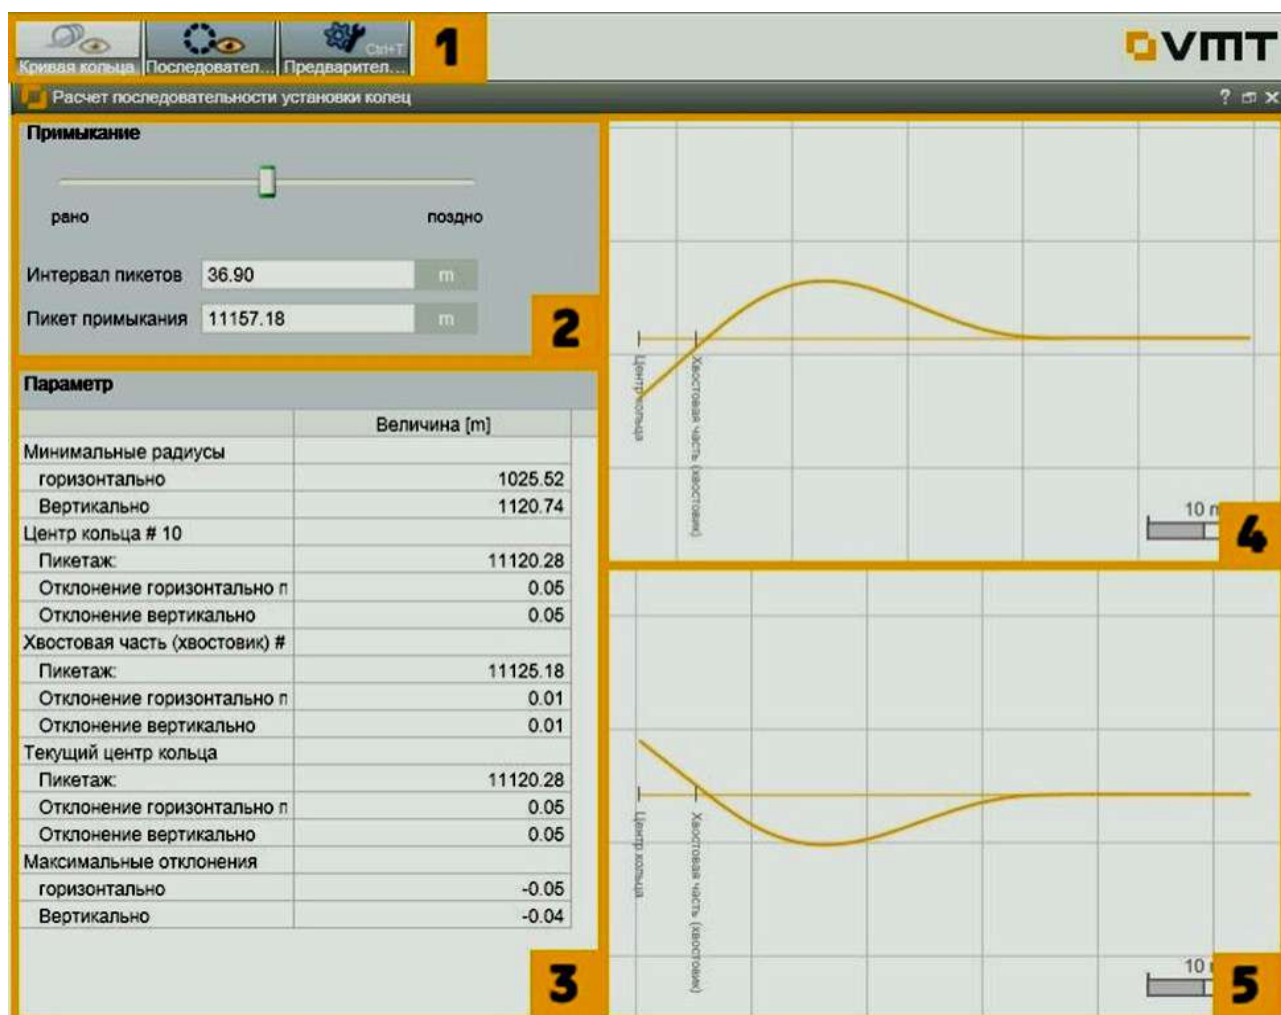 Кривая кольца Последовател... Предварител...
Ctrl+T
1
VMT
Расчет последовательности установки колец
Примыкание
рано поздно
Интервал пикетов 36.90 m
Пикет примыкания 11157.18 m
2
Параметр
Величина [m]
Минимальные радиусы
горизонтально 1025.52
Вертикально 1120.74
Центр кольца # 10
Пикетаж: 11120.28
Отклонение горизонтально п 0.05
Отклонение вертикально 0.05
Хвостовая часть (хвостовик) #
Пикетаж: 11125.18
Отклонение горизонтально п 0.01
Отклонение вертикально 0.01
Текущий центр кольца
Пикетаж: 11120.28
Отклонение горизонтально п 0.05
Отклонение вертикально 0.05
Максимальные отклонения
горизонтально -0.05
Вертикально -0.04
3
Центр кольца
Хвостовая часть (хвостовик)
10 m
4
Центр кольца
Хвостовая часть (хвостовик)
10
5